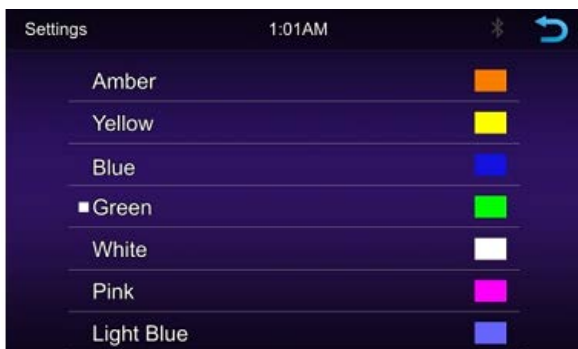 Settings 1:01AM
Amber
Yellow
Blue
Green
White
Pink
Light Blue